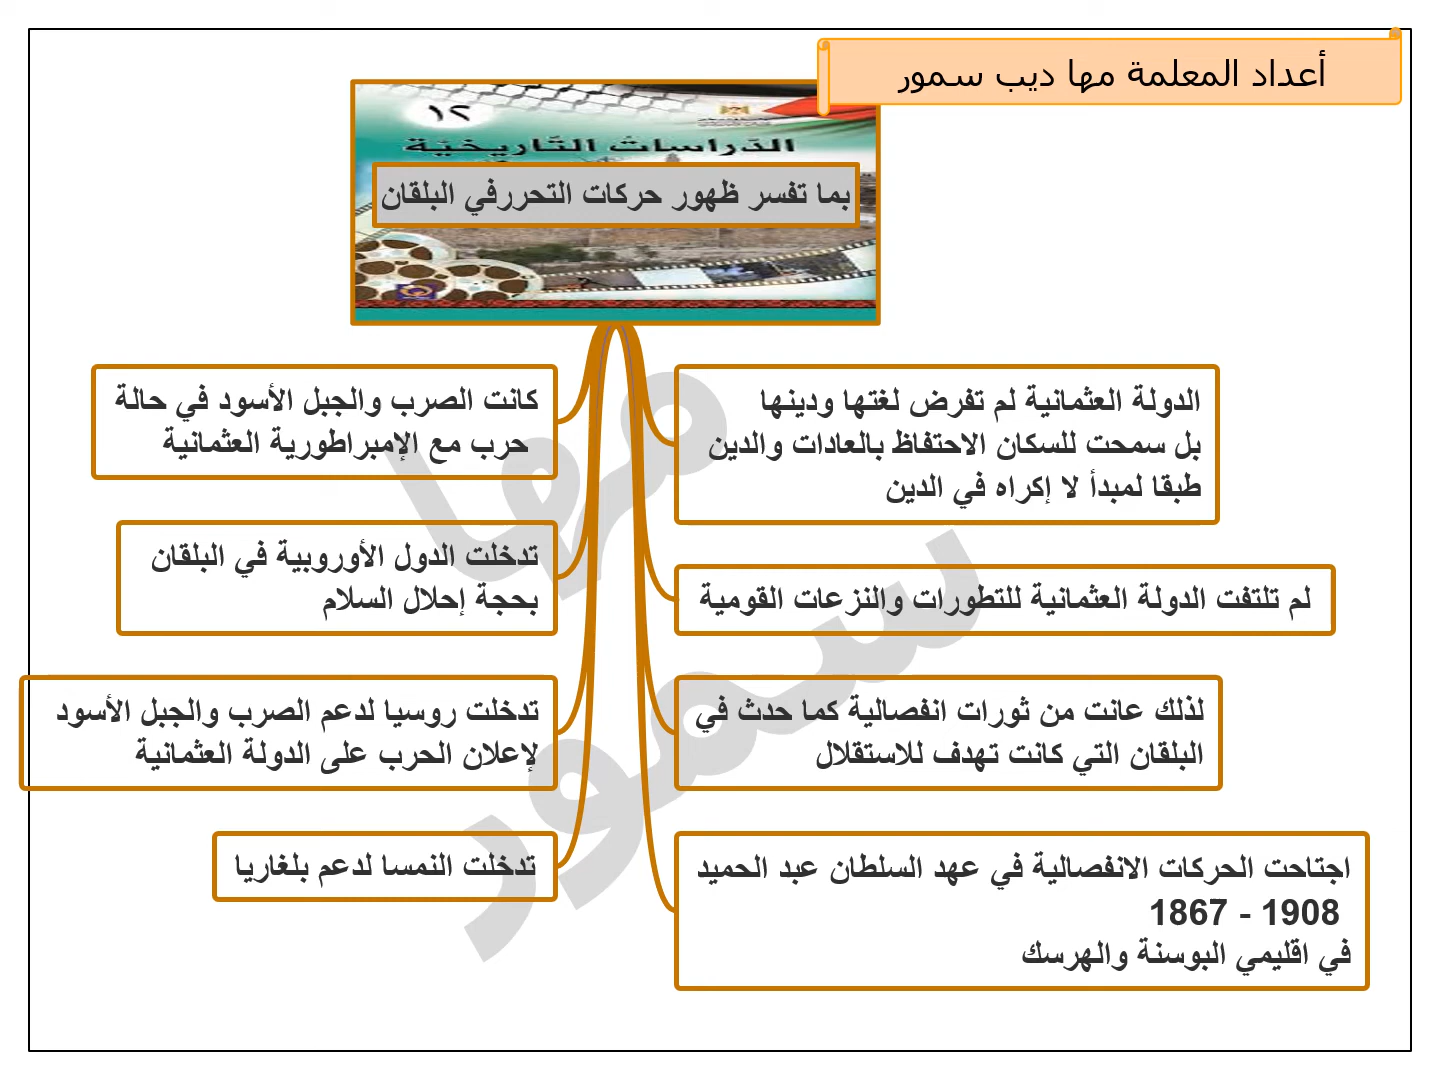 أعداد المعلمة مها ديب سمور
١٢
الدراسات التاريخية
بما تفسر ظهور حركات التحررفي البلقان
الدولة العثمانية لم تفرض لغتها ودينها
بل سمحت للسكان الاحتفاظ بالعادات والدين
طبقا لمبدأ لا إكراه في الدين
لم تلتفت الدولة العثمانية للتطورات والنزعات القومية
لذلك عانت من ثورات انفصالية كما حدث في
البلقان التي كانت تهدف للاستقلال
اجتاحت الحركات الانفصالية في عهد السلطان عبد الحميد
1867 - 1908
في اقليمي البوسنة والهرسك
كانت الصرب والجبل الأسود في حالة
حرب مع الإمبراطورية العثمانية
تدخلت الدول الأوروبية في البلقان
بحجة إحلال السلام
تدخلت روسيا لدعم الصرب والجبل الأسود
لإعلان الحرب على الدولة العثمانية
تدخلت النمسا لدعم بلغاريا
مها
سمور